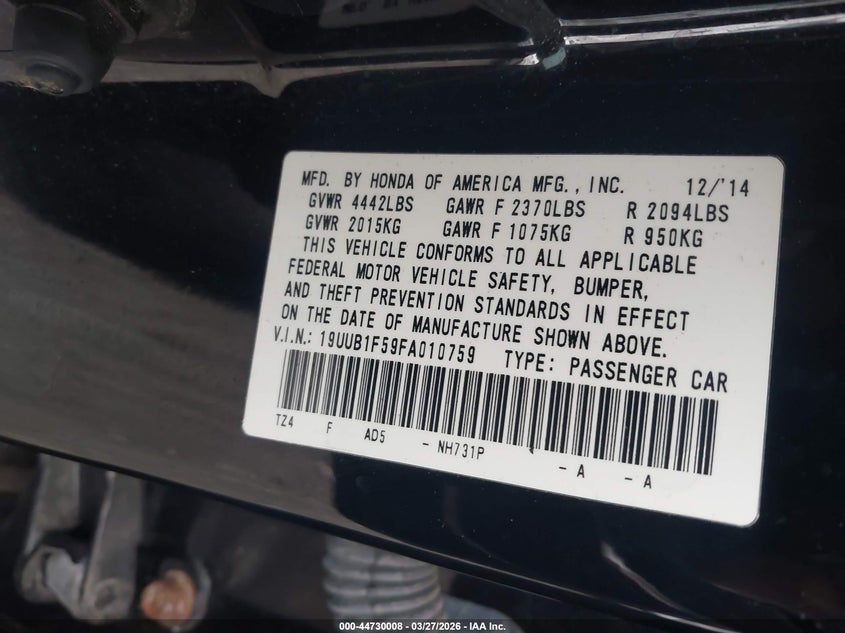 MFD. BY HONDA OF AMERICA MFG., INC. 12/'14
GVWR 4442LBS GAWR F 2370LBS R 2094LBS
GVWR 2015KG GAWR F 1075KG R 950KG
THIS VEHICLE CONFORMS TO ALL APPLICABLE
FEDERAL MOTOR VEHICLE SAFETY, BUMPER,
AND THEFT PREVENTION STANDARDS IN EFFECT
ON THE DATE OF MANUFACTURE SHOWN ABOVE.
V.I.N.: 19UUB1F59FA010759 TYPE: PASSENGER CAR
TZ4 F AD5 - NH731P - A - A
000-44730008 - 03/27/2026 - IAA Inc.